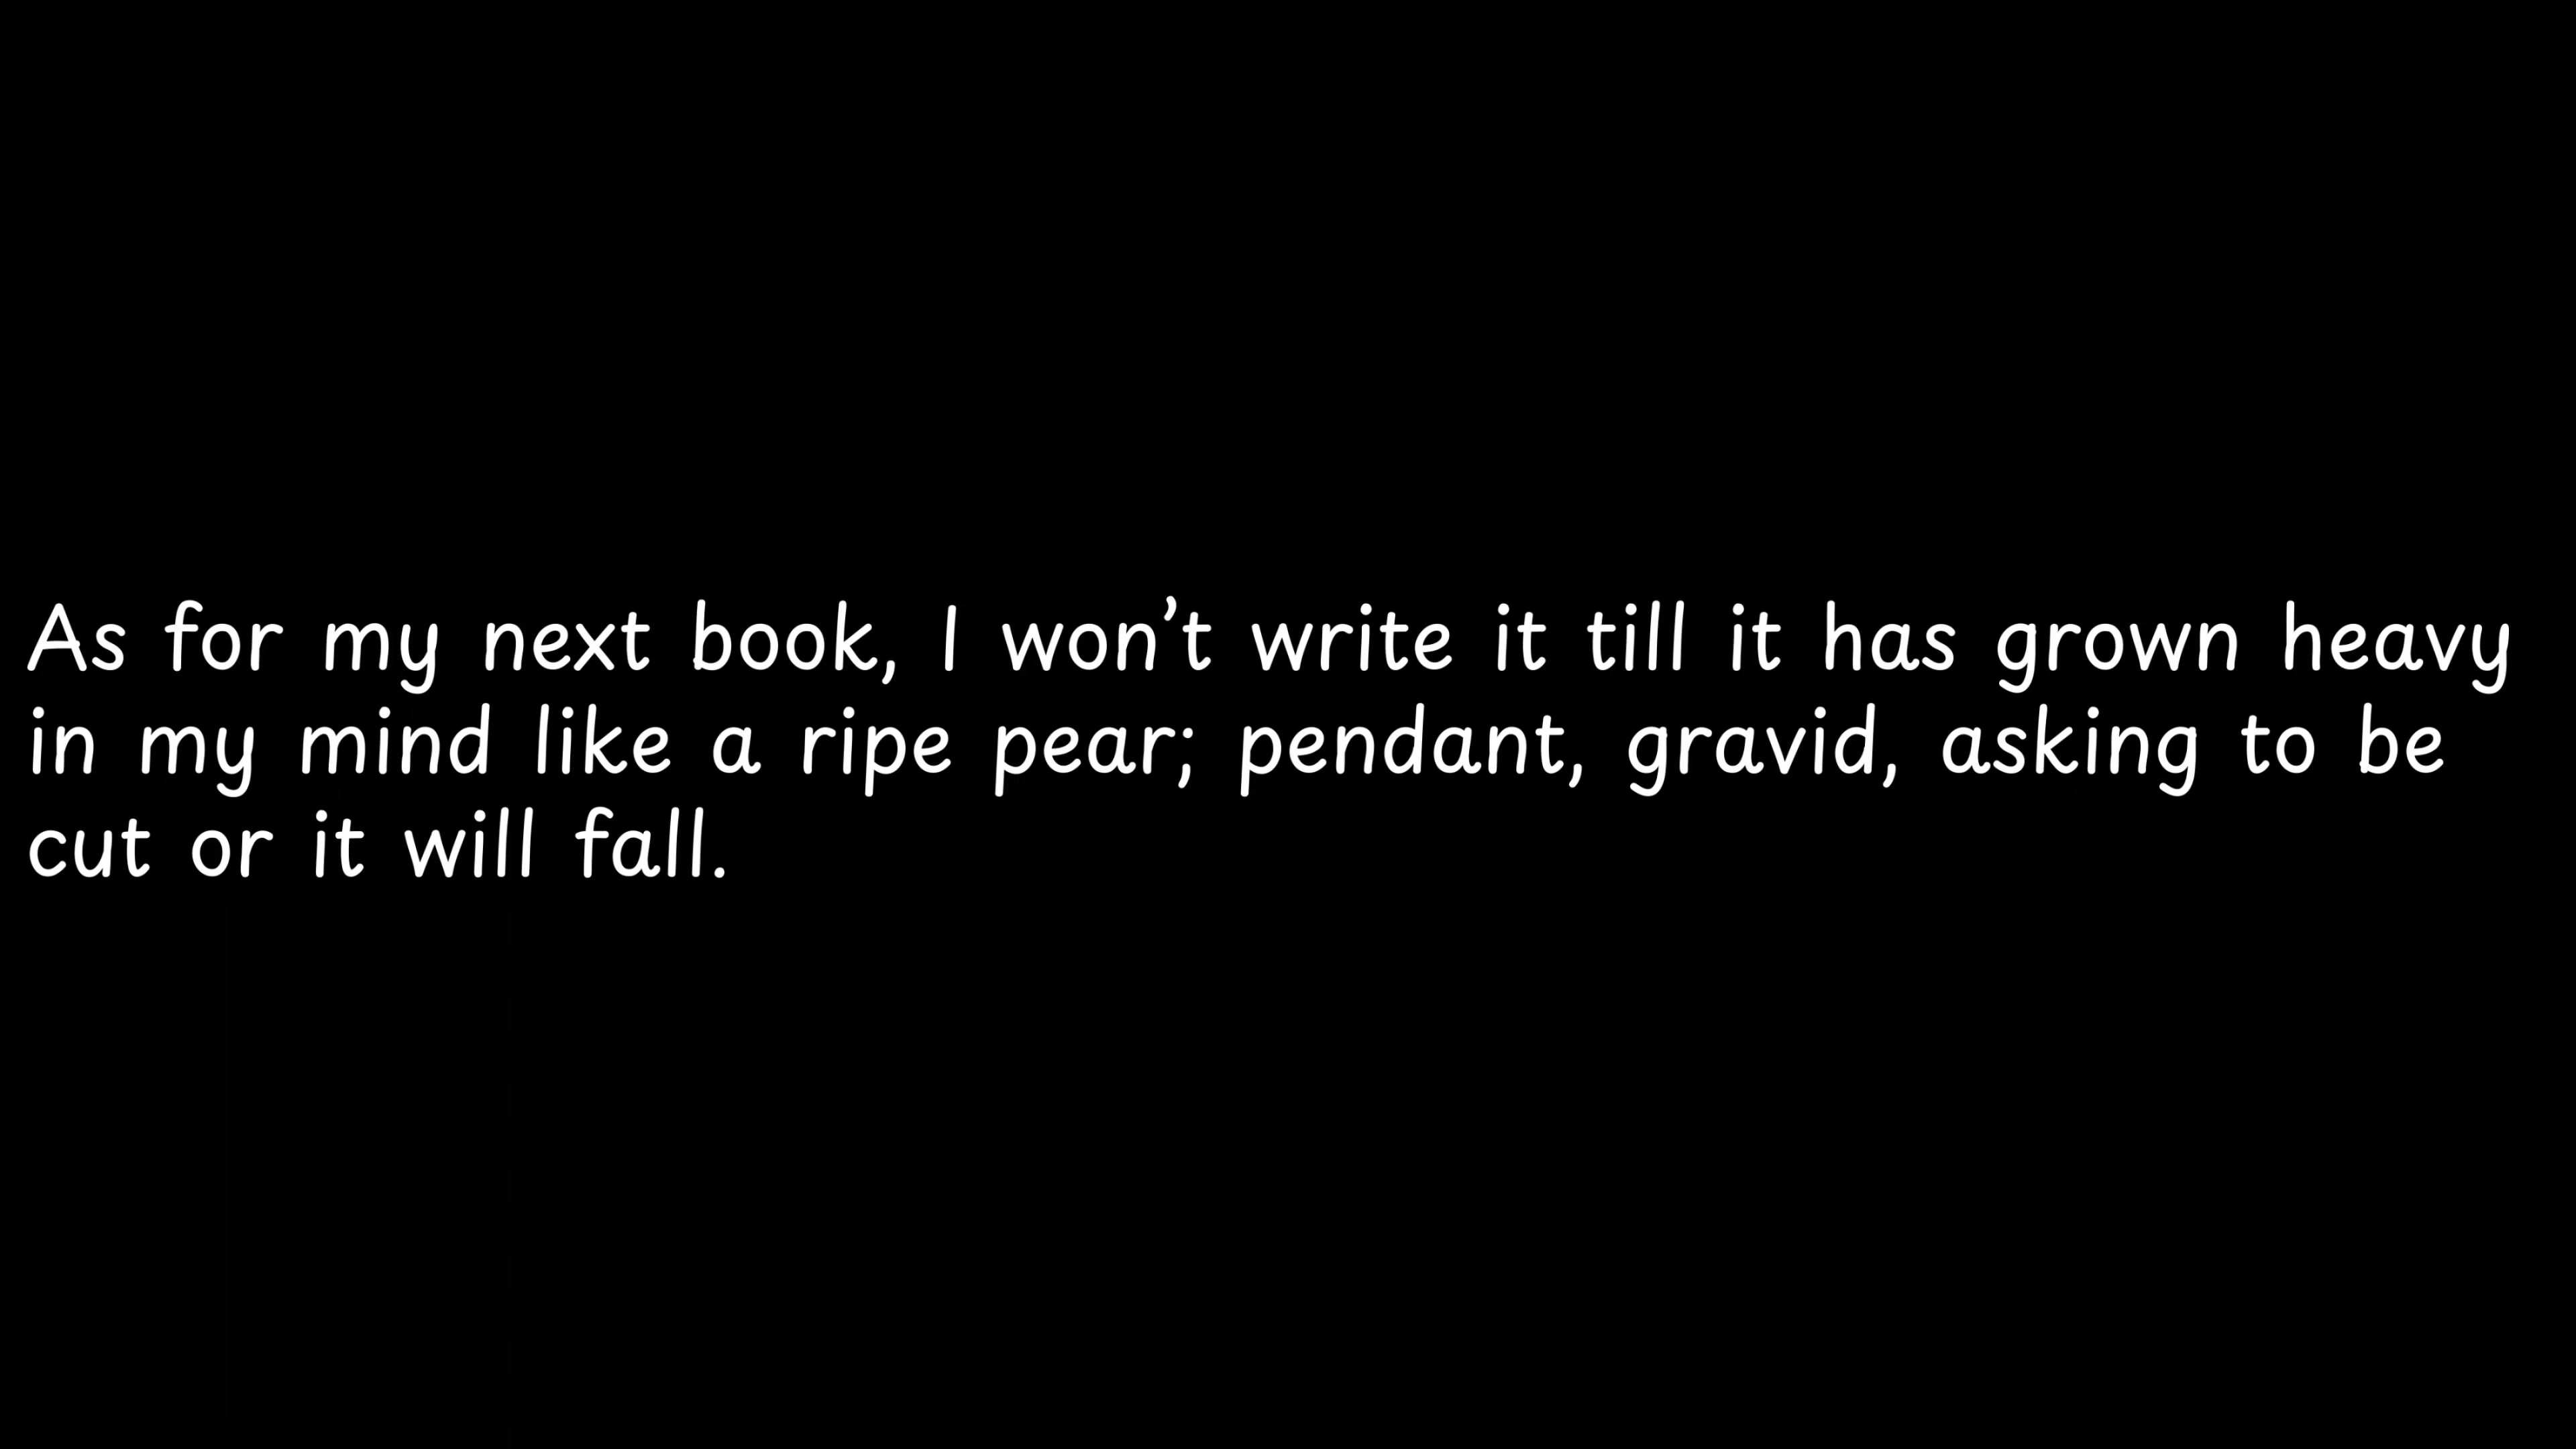 As for my next book, I won’t write it till it has grown heavy
in my mind like a ripe pear; pendant, gravid, asking to be
cut or it will fall.